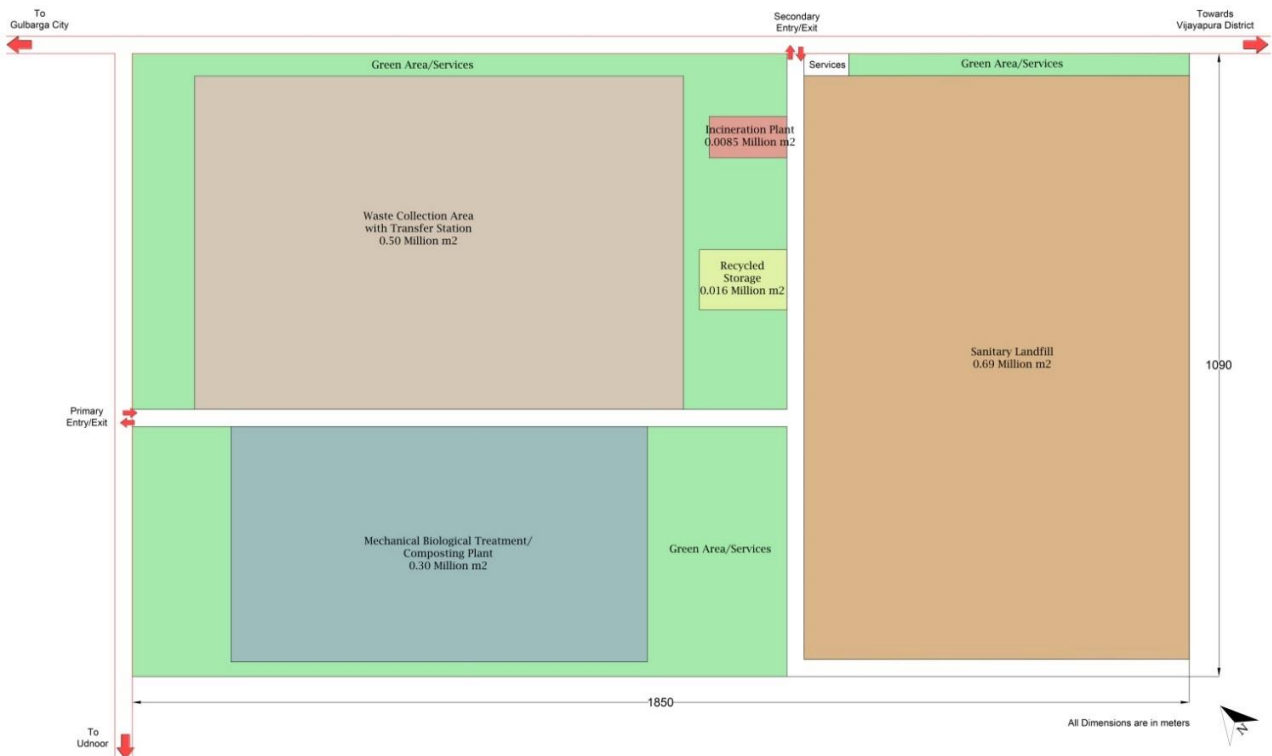 To
Gulbarga City
Secondary
Entry/Exit
Towards
Vijayapura District
Green Area/Services
Services
Green Area/Services
Incineration Plant
0.0085 Million m2
Waste Collection Area
with Transfer Station
0.50 Million m2
Recycled
Storage
0.016 Million m2
Sanitary Landfill
0.69 Million m2
1090
Primary
Entry/Exit
Mechanical Biological Treatment/
Composting Plant
0.30 Million m2
Green Area/Services
1850
All Dimensions are in meters
To
Udnoor
N